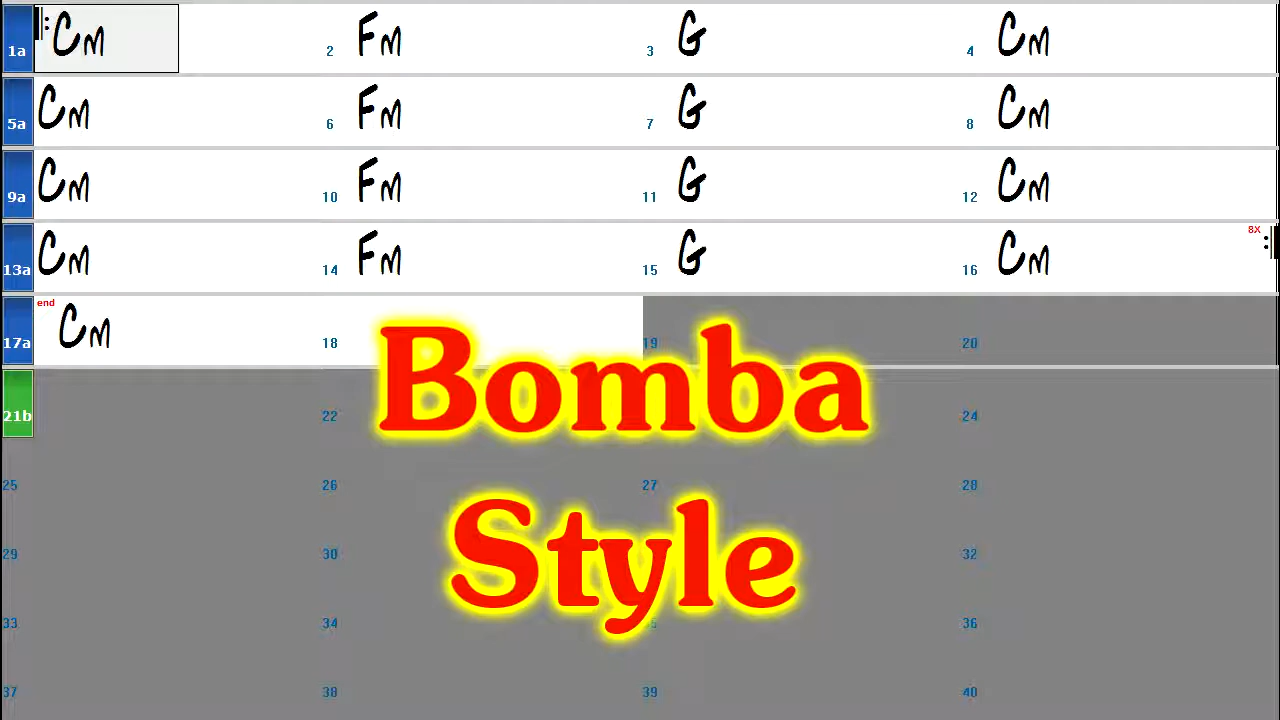 1a Cm 2 Fm 3 G 4 Cm
5a Cm 6 Fm 7 G 8 Cm
9a Cm 10 Fm 11 G 12 Cm
8X
13a Cm 14 Fm 15 G 16 Cm
end
17a Cm 18 19 20
Bomba
21b 22 24
25 26 27 28
Style
29 30 32
33 34 36
37 38 39 40